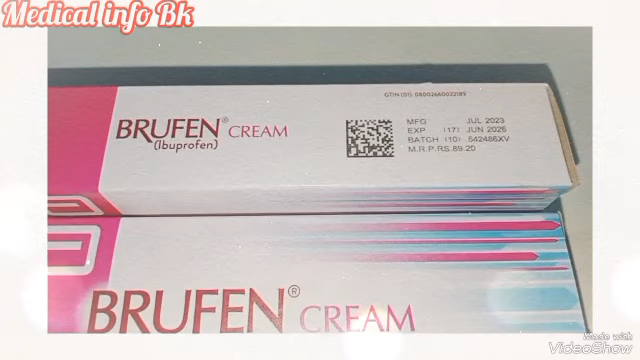 Medical info Bk
GTIN (01) 08002660022189
BRUFEN® CREAM
(Ibuprofen)
MFG JUL 2023
EXP (17) JUN 2026
BATCH (10) 542486XV
M.R.P.RS.89.20
BRUFEN® CREAM
Made with
VideoShow